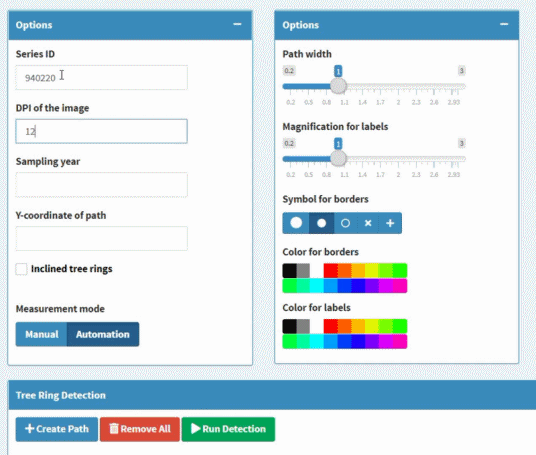 Options
Series ID
940220
DPI of the image
12
Sampling year
Y-coordinate of path
Inclined tree rings
Measurement mode
Manual Automation
Options
Path width
0.2 1 3
0.2 0.5 0.8 1.1 1.4 1.7 2 2.3 2.6 2.93
Magnification for labels
0.2 1 3
0.2 0.5 0.8 1.1 1.4 1.7 2 2.3 2.6 2.93
Symbol for borders
Color for borders
Color for labels
Tree Ring Detection
Create Path Remove All Run Detection